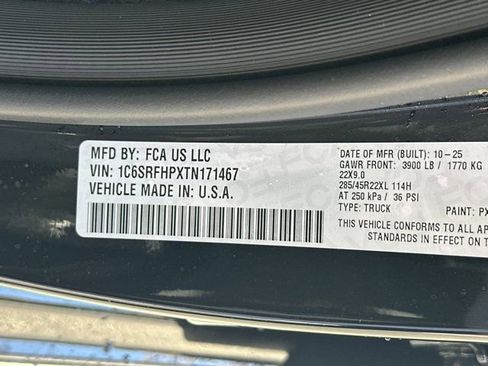 MFD BY: FCA US LLC
VIN: 1C6SRFHPXTN171467
VEHICLE MADE IN U.S.A.
DATE OF MFR (BUILT): 10-25
GAWR FRONT: 3900 LB / 1770 KG
22X9.0
285/45R22XL 114H
AT 250 kPa / 36 PSI
TYPE: TRUCK PAINT: PX
THIS VEHICLE CONFORMS TO ALL AP
STANDARDS IN EFFECT ON T